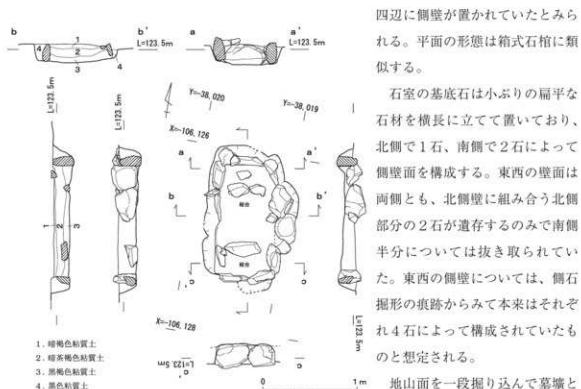 b
b'
a
a'
L=123.5m
L=123.5m
1
2
3
4
4
L=123.5m
L=123.5m
Y=-38,020
Y=-38,019
X=-106,126
a
a'
b
b'
c
c'
1
2
3
X=-106,128
L=123.5m
L=123.5m
c
c'
1. 暗褐色粘質土
2. 暗茶褐色粘質土
3. 黒褐色粘質土
4. 黒色粘質土
0
1m
四辺に側壁が置かれていたとみら
れる。平面の形態は箱式石棺に類
似する。
石室の基底石は小ぶりの扁平な
石材を横長に立てて置いており、
北側で1石、南側で2石によって
側壁面を構成する。東西の壁面は
両側とも、北側壁に組み合う北側
部分の2石が遺存するのみで南側
半分については抜き取られてい
た。東西の側壁については、側石
掘形の痕跡からみて本来はそれぞ
れ4石によって構成されていたも
のと想定される。
地山面を一段掘り込んで墓壙と